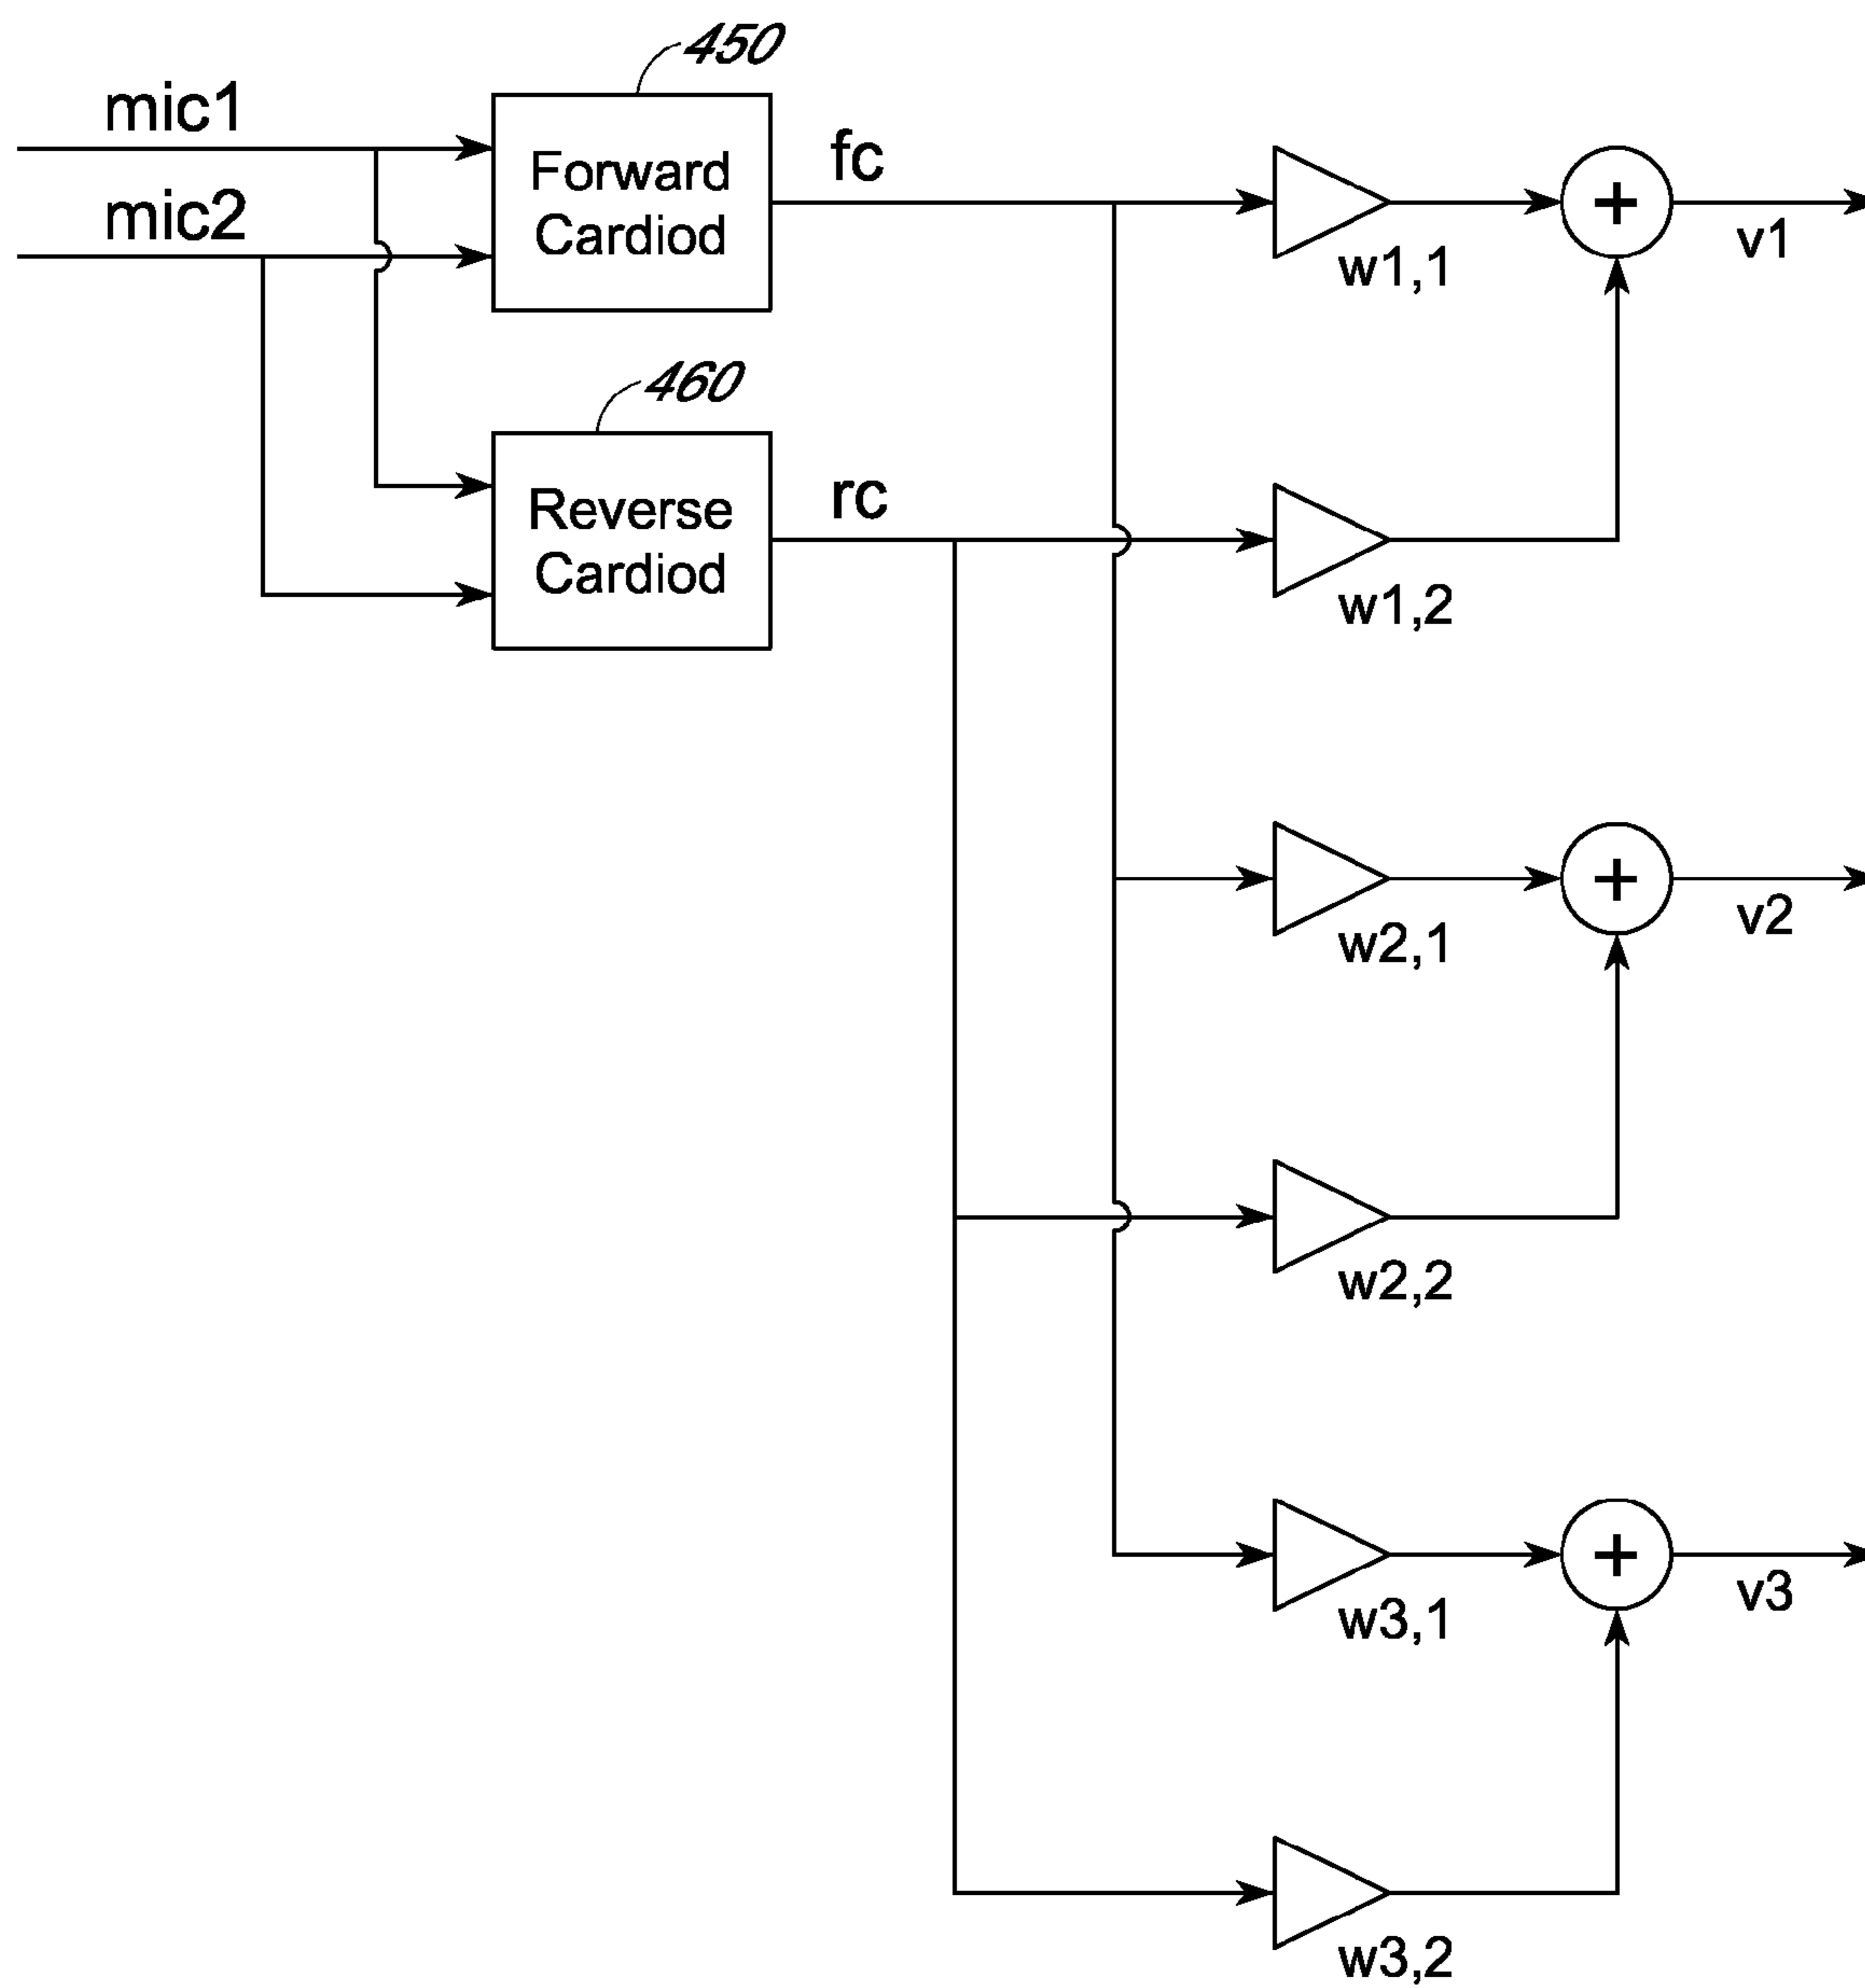 450
mic1
mic2
Forward
Cardiod
fc
+
w1,1
v1
460
Reverse
Cardiod
rc
w1,2
+
w2,1
v2
w2,2
+
w3,1
v3
w3,2